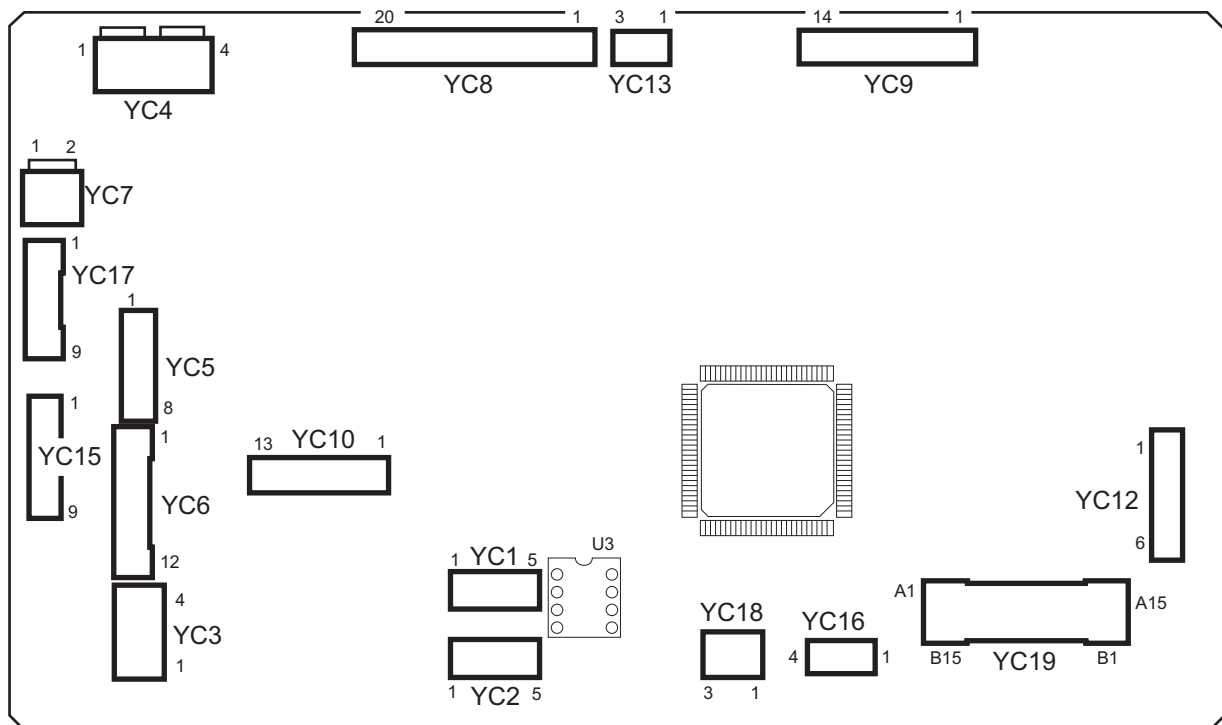 20 1 3 1 14 1
1 4
YC4 YC8 YC13 YC9
1 2
YC7
1
YC17
9
1
YC5
8
1
YC15
9
1
YC6
12
13 YC10 1
4
YC3
1
1 YC1 5
U3
YC2
1 5
YC18
3 1
YC16
4 1
1
YC12
6
A1 A15
B15 YC19 B1